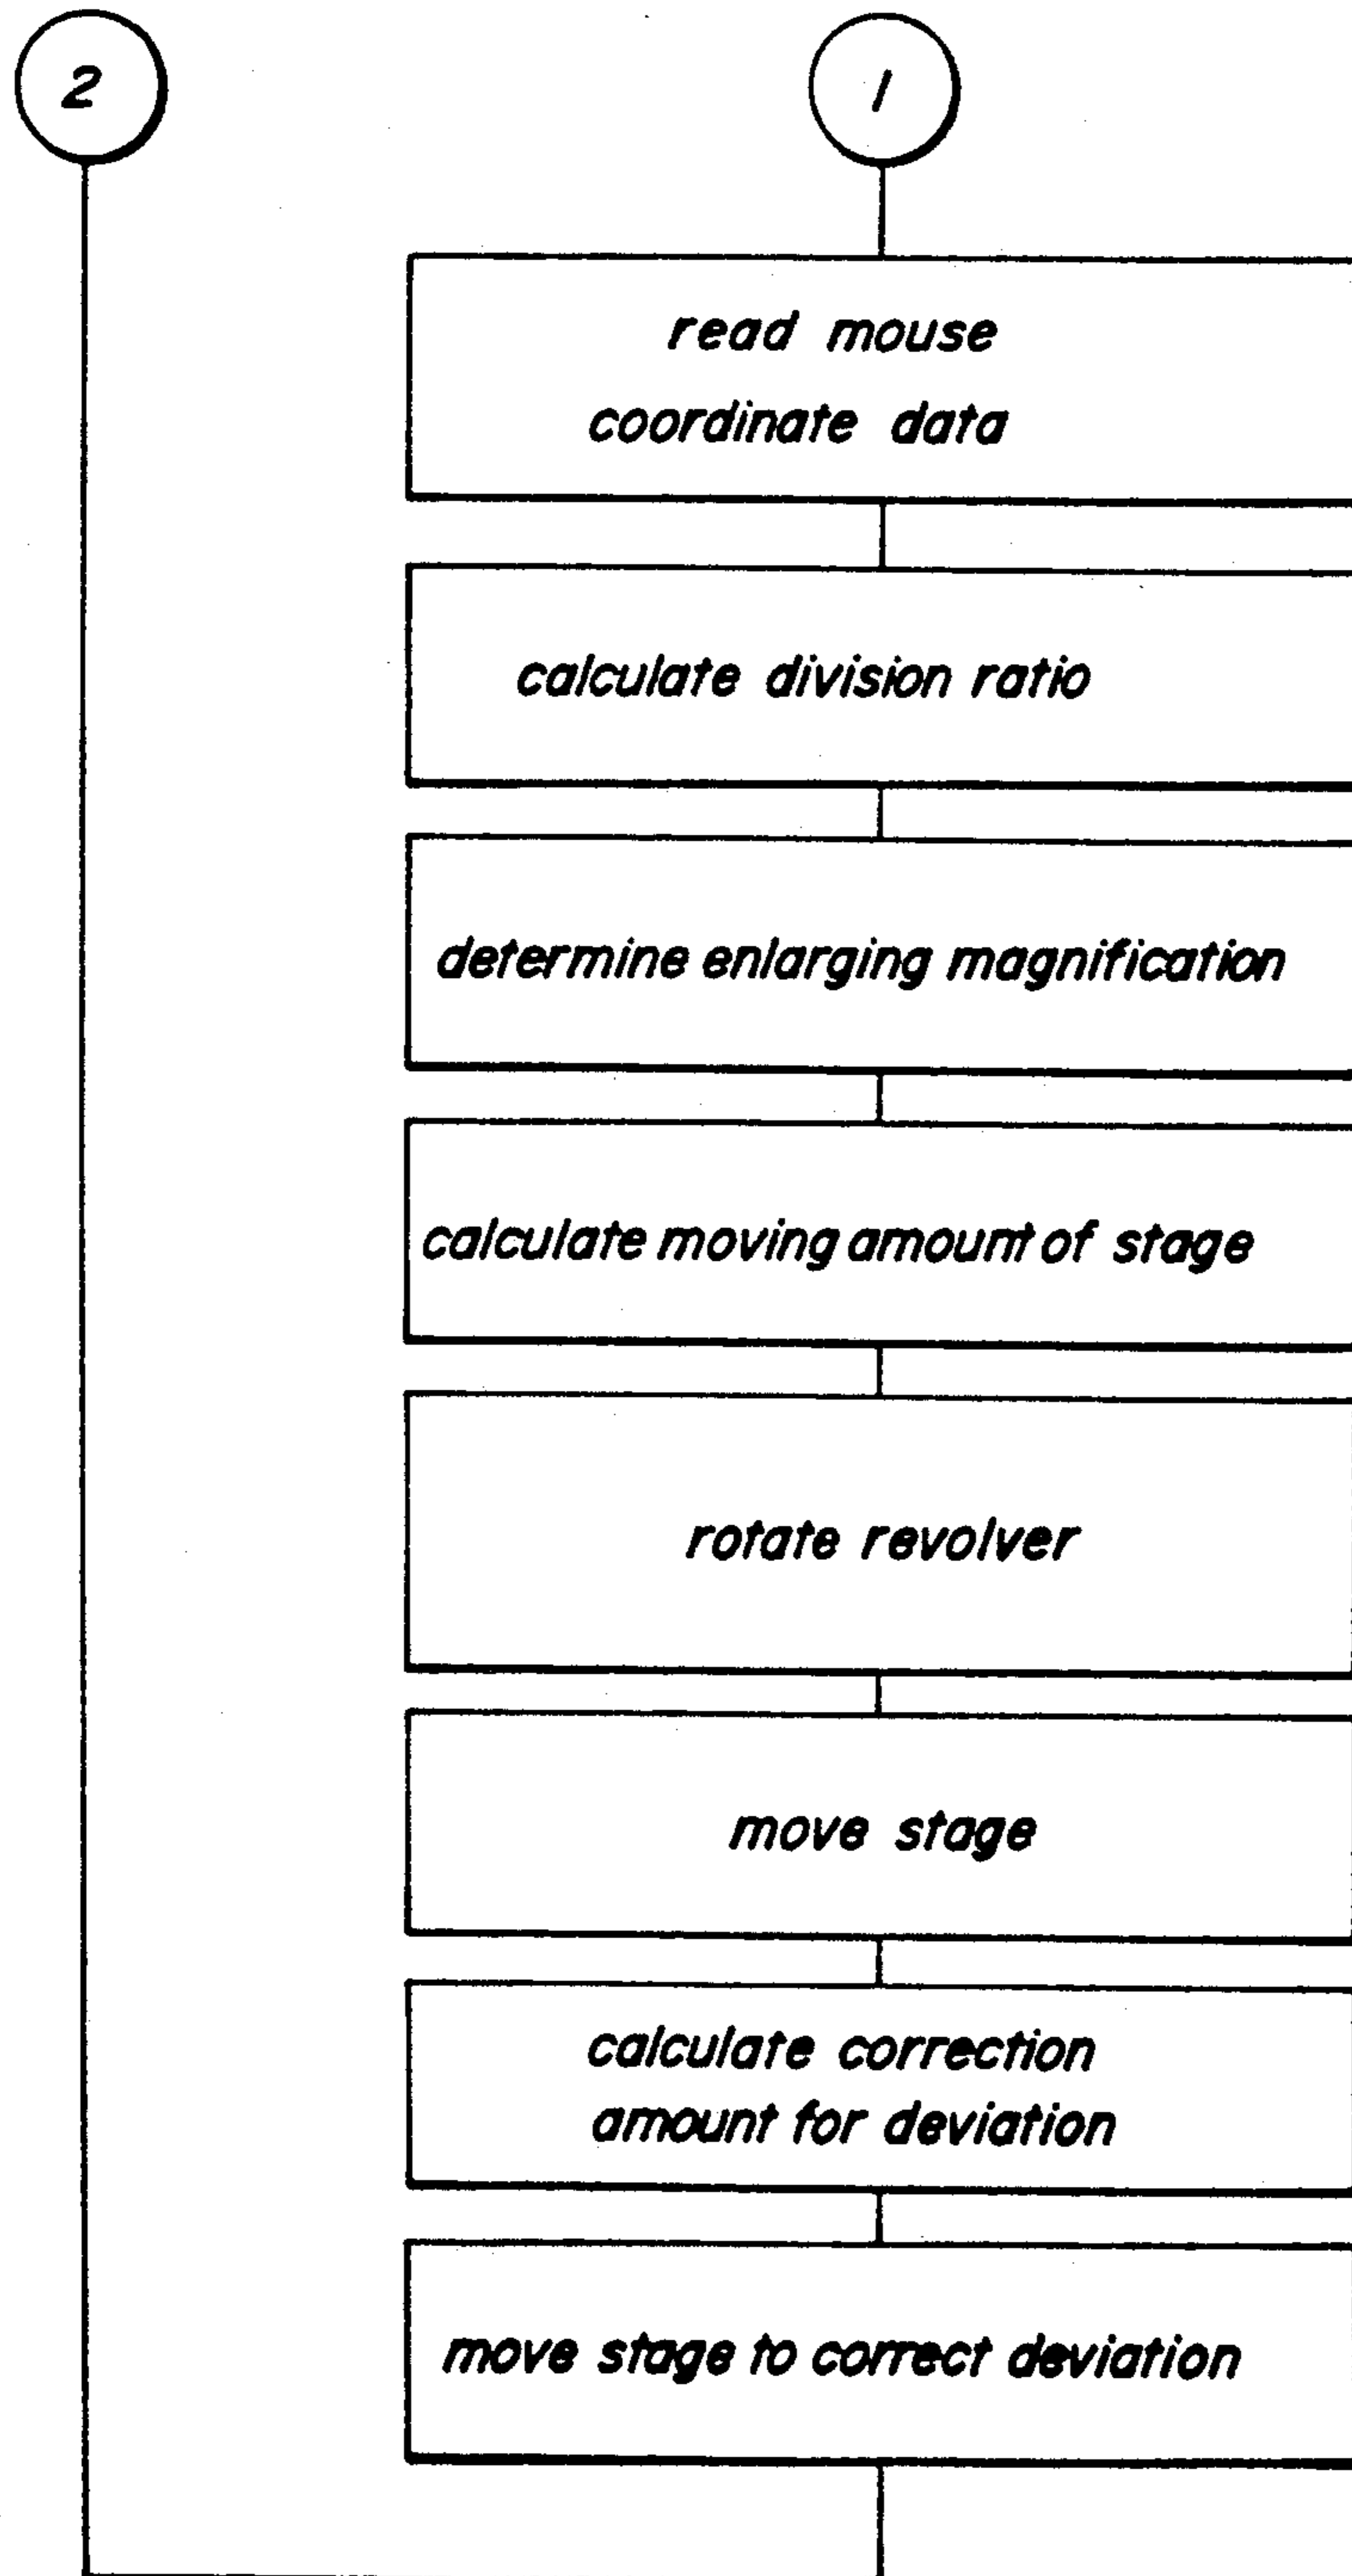 2
1
read mouse
coordinate data
calculate division ratio
determine enlarging magnification
calculate moving amount of stage
rotate revolver
move stage
calculate correction
amount for deviation
move stage to correct deviation